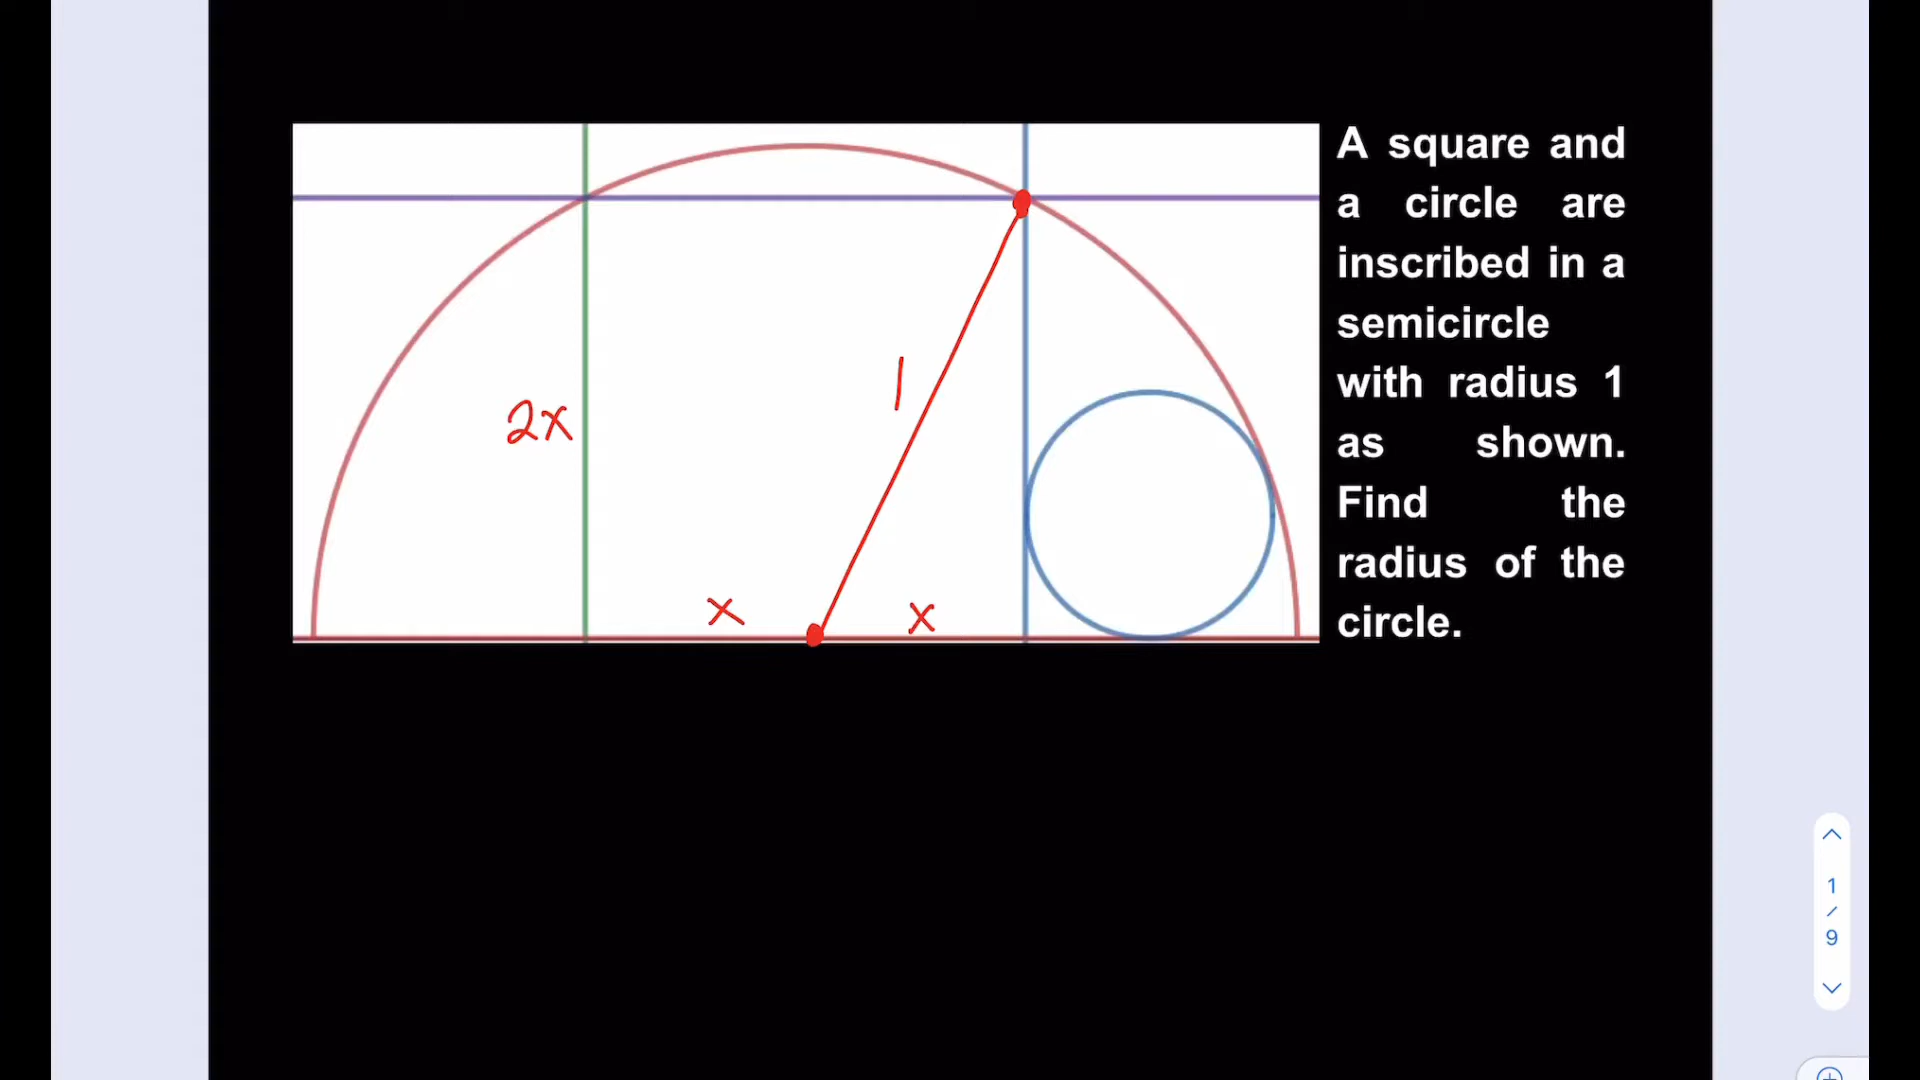 A square and
a circle are
inscribed in a
semicircle
with radius 1
as shown.
Find the
radius of the
circle.
1
2x
x x
1
/
9